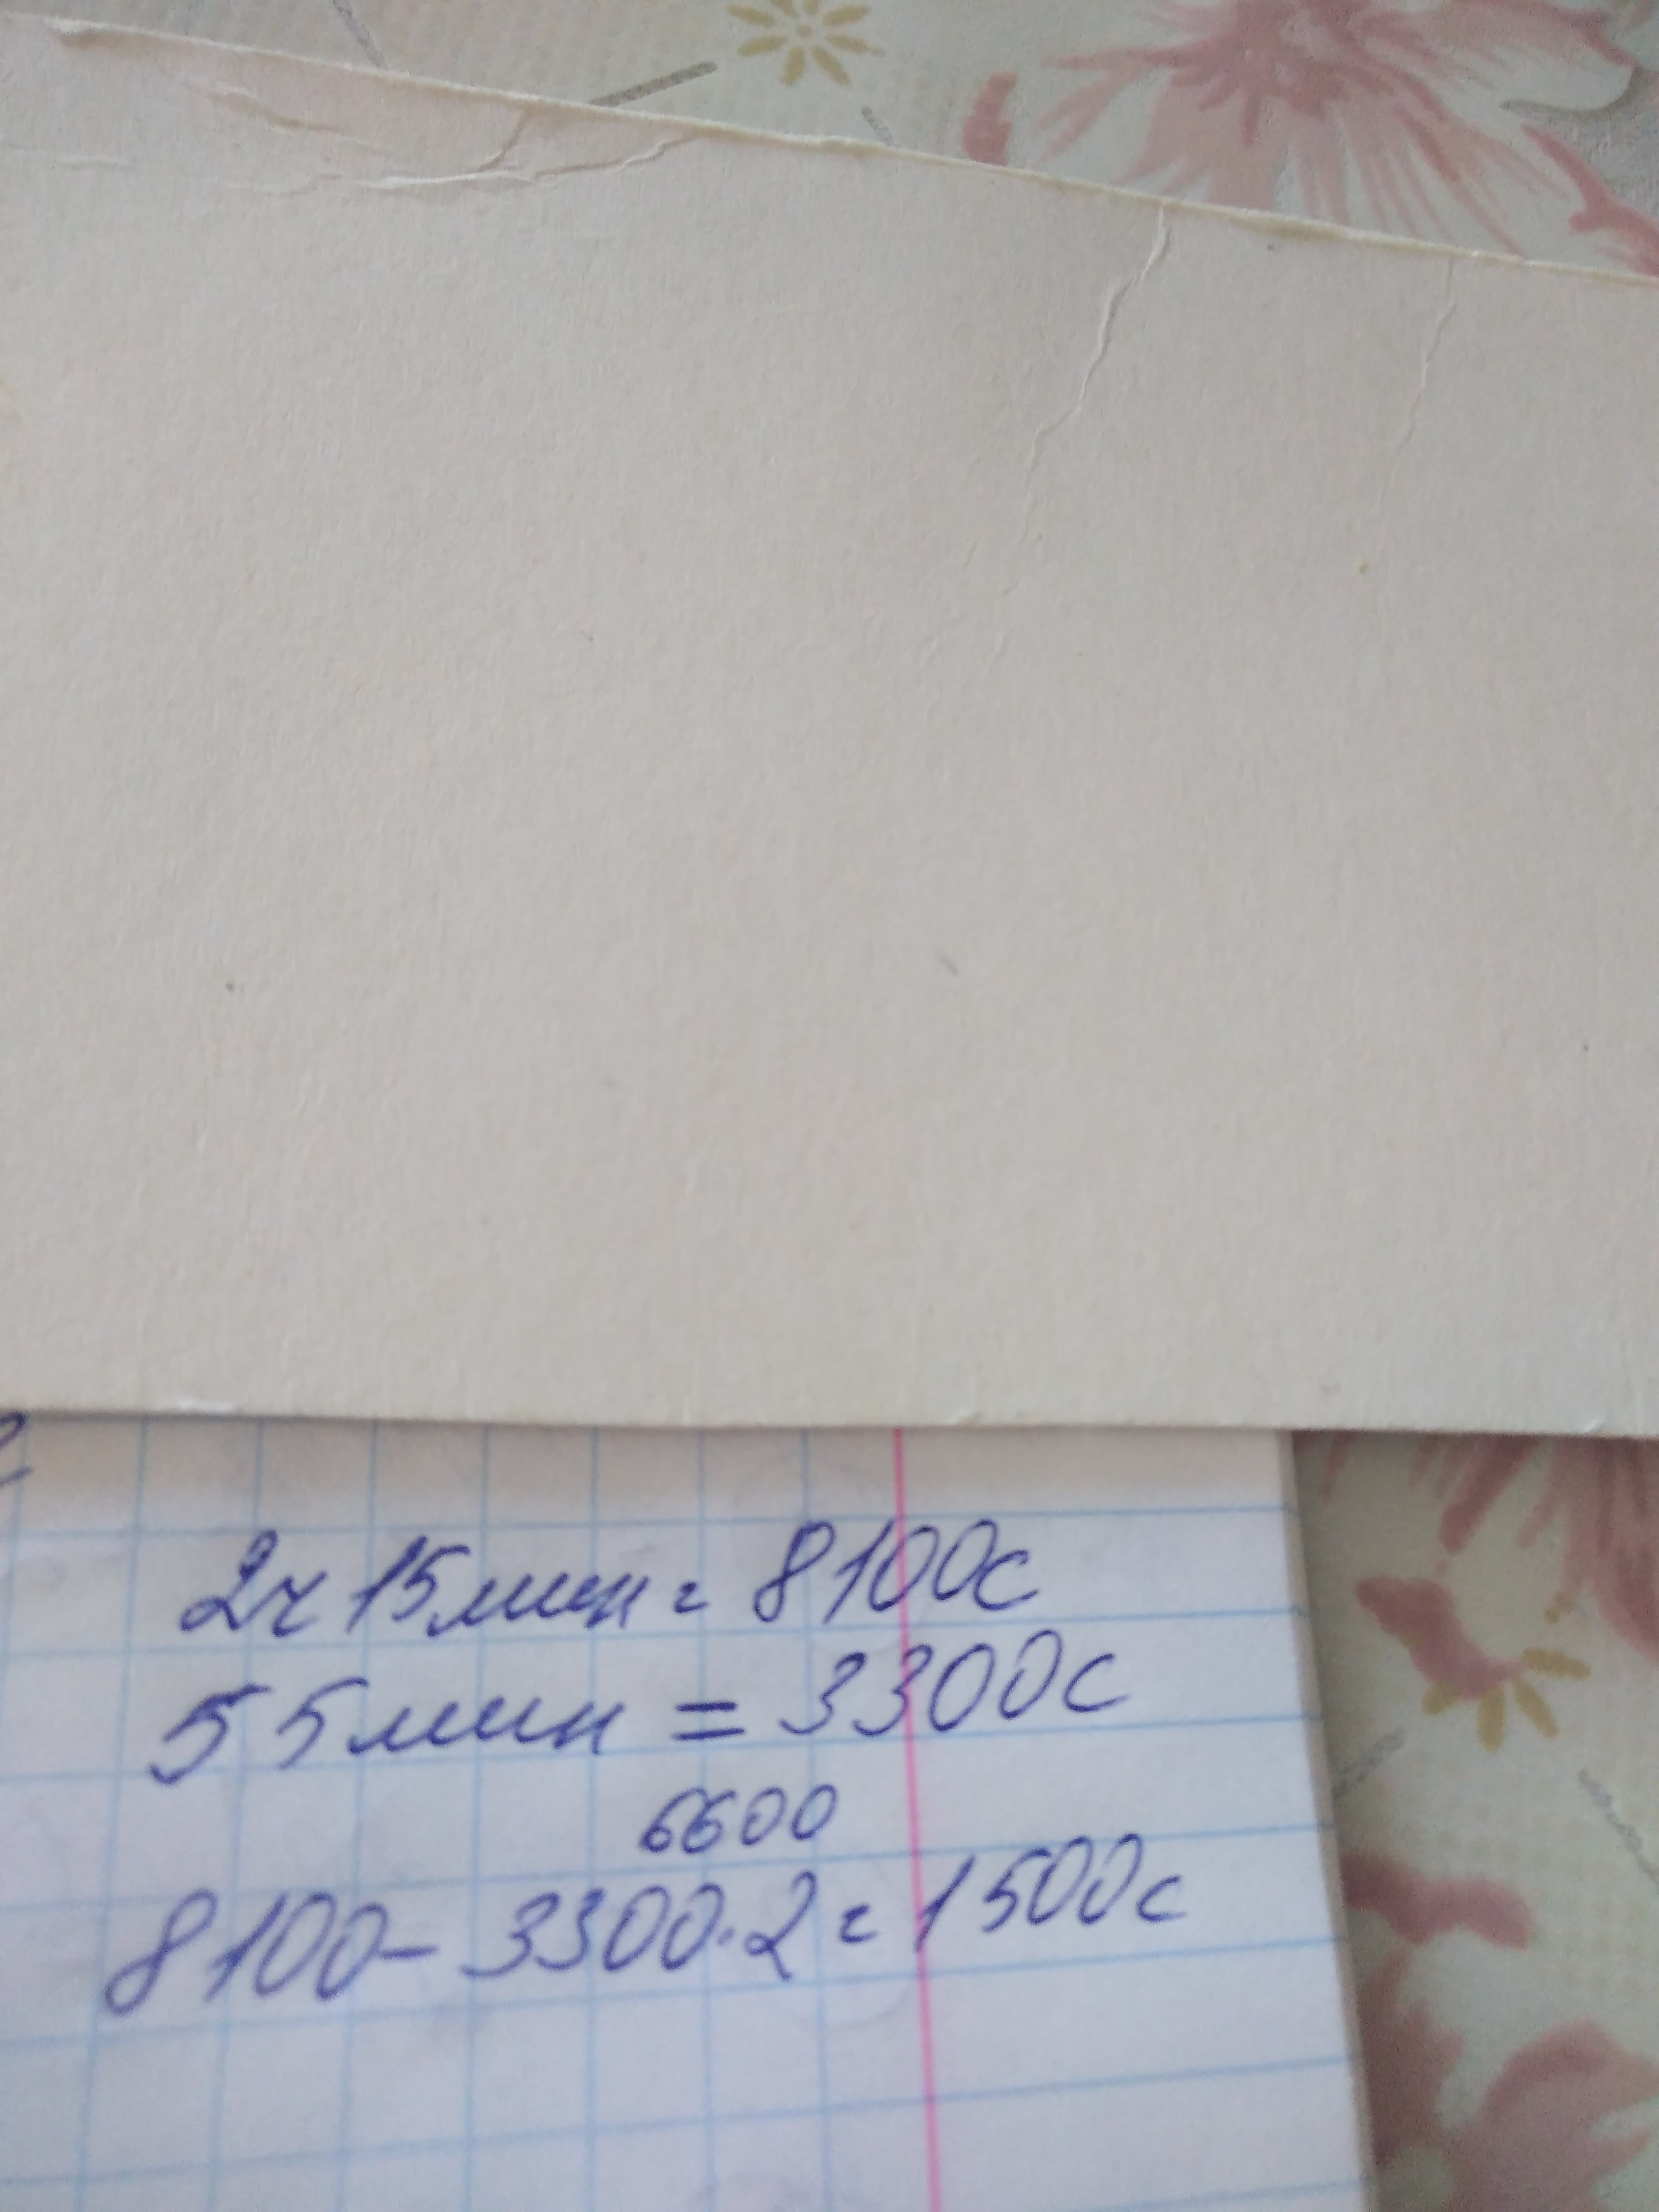 2ч 15мин = 8100с
55мин = 3300с
6600
8100 - 3300·2 = 1500с